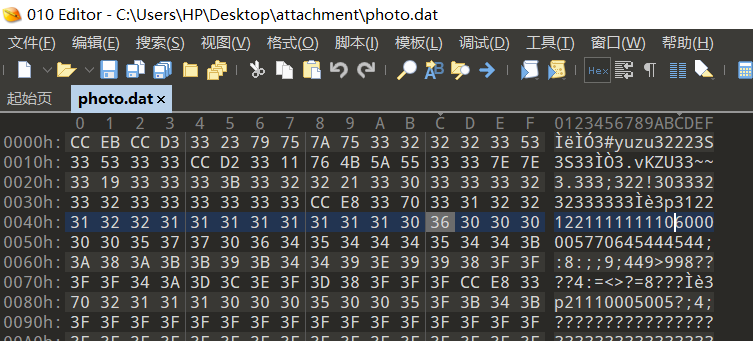 010 Editor - C:\Users\HP\Desktop\attachment\photo.dat
文件(F) 编辑(E) 搜索(S) 视图(V) 格式(O) 脚本(I) 模板(L) 调试(D) 工具(T) 窗口(W) 帮助(H)
Hex
起始页 photo.dat ×
0 1 2 3 4 5 6 7 8 9 A B C D E F 0123456789ABCDEF
0000h: CC EB CC D3 33 23 79 75 7A 75 33 32 32 32 33 53 ÌëÌÓ3#yuzu32223S
0010h: 33 53 33 33 CC D2 33 11 76 4B 5A 55 33 33 7E 7E 3S33ÌÒ3.vKZU33~~
0020h: 33 19 33 33 33 3B 33 32 32 21 33 30 33 33 33 32 3.333;322!303332
0030h: 33 32 33 33 33 33 33 33 CC E8 33 70 33 31 32 32 32333333Ìè3p3122
0040h: 31 32 32 31 31 31 31 31 31 31 31 30 36 30 30 30 1221111111106000
0050h: 30 30 35 37 37 30 36 34 35 34 34 34 35 34 34 3B 005770645444544;
0060h: 3A 38 3A 3B 3B 39 3B 34 34 39 3E 39 39 38 3F 3F :8:;;9;449>998??
0070h: 3F 3F 34 3A 3D 3C 3E 3F 3D 38 3F 3F 3F CC E8 33 ??4:=<>?=8???Ìè3
0080h: 70 32 31 31 31 30 30 30 35 30 30 35 3F 3B 34 3B p21110005005?;4;
0090h: 3F 3F 3F 3F 3F 3F 3F 3F 3F 3F 3F 3F 3F 3F 3F 3F ????????????????